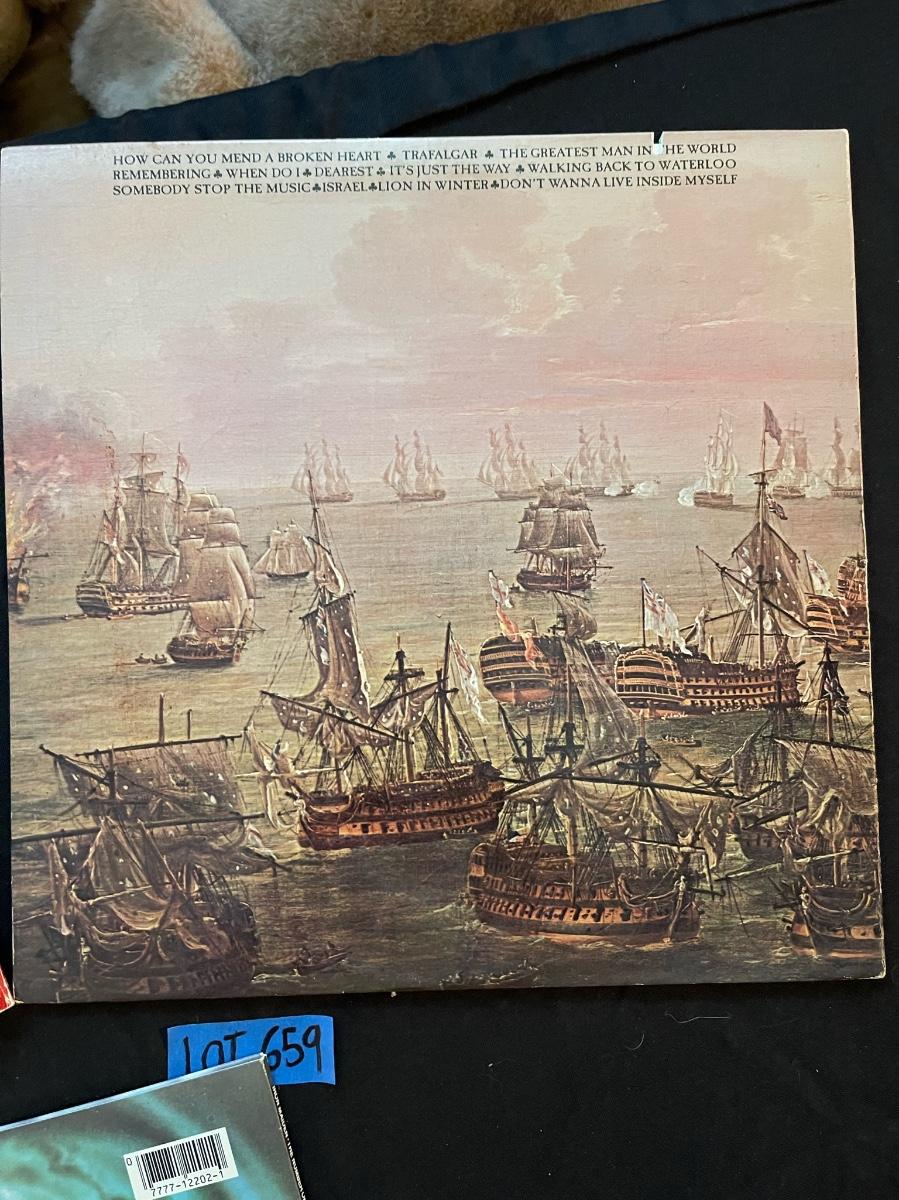 HOW CAN YOU MEND A BROKEN HEART ♣ TRAFALGAR ♣ THE GREATEST MAN IN HE WORLD
REMEMBERING ♣ WHEN DO I ♣ DEAREST ♣ IT'S JUST THE WAY ♣ WALKING BACK TO WATERLOO
SOMEBODY STOP THE MUSIC ♣ ISRAEL ♣ LION IN WINTER ♣ DON'T WANNA LIVE INSIDE MYSELF
LOT 659
0
7777-12202-1